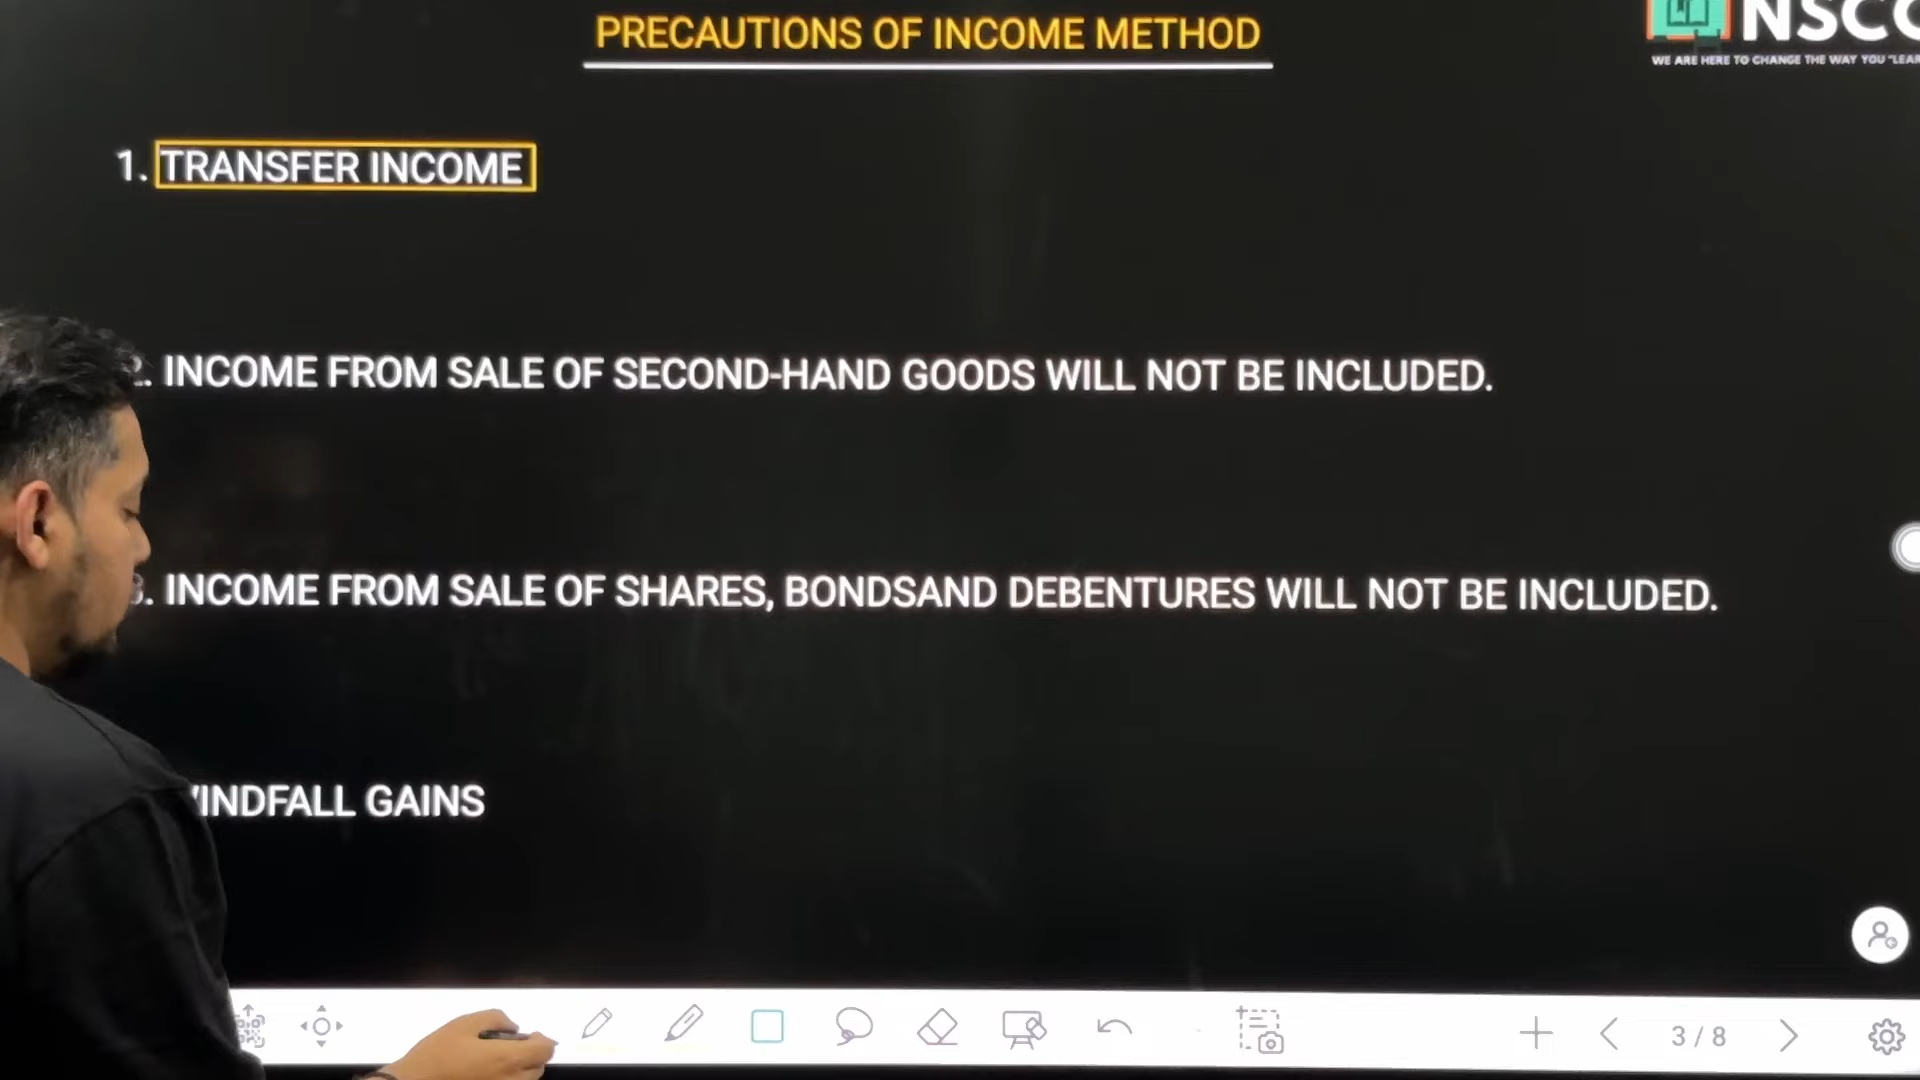 PRECAUTIONS OF INCOME METHOD
WE ARE HERE TO CHANGE THE WAY YOU
1. TRANSFER INCOME
2. INCOME FROM SALE OF SECOND-HAND GOODS WILL NOT BE INCLUDED.
3. INCOME FROM SALE OF SHARES, BONDSAND DEBENTURES WILL NOT BE INCLUDED.
INDFALL GAINS
3 / 8